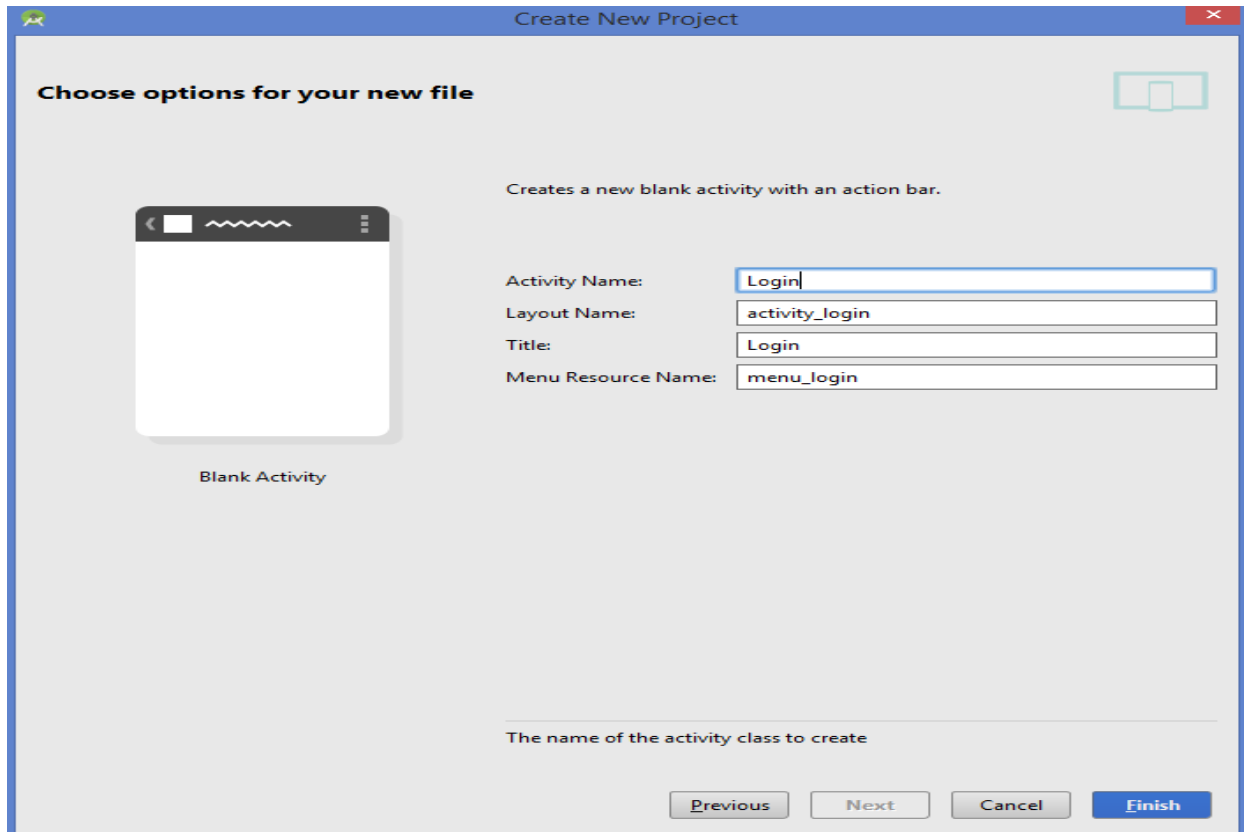 Create New Project
Choose options for your new file
Creates a new blank activity with an action bar.
Activity Name: Login
Layout Name: activity_login
Title: Login
Menu Resource Name: menu_login
Blank Activity
The name of the activity class to create
Previous Next Cancel Finish